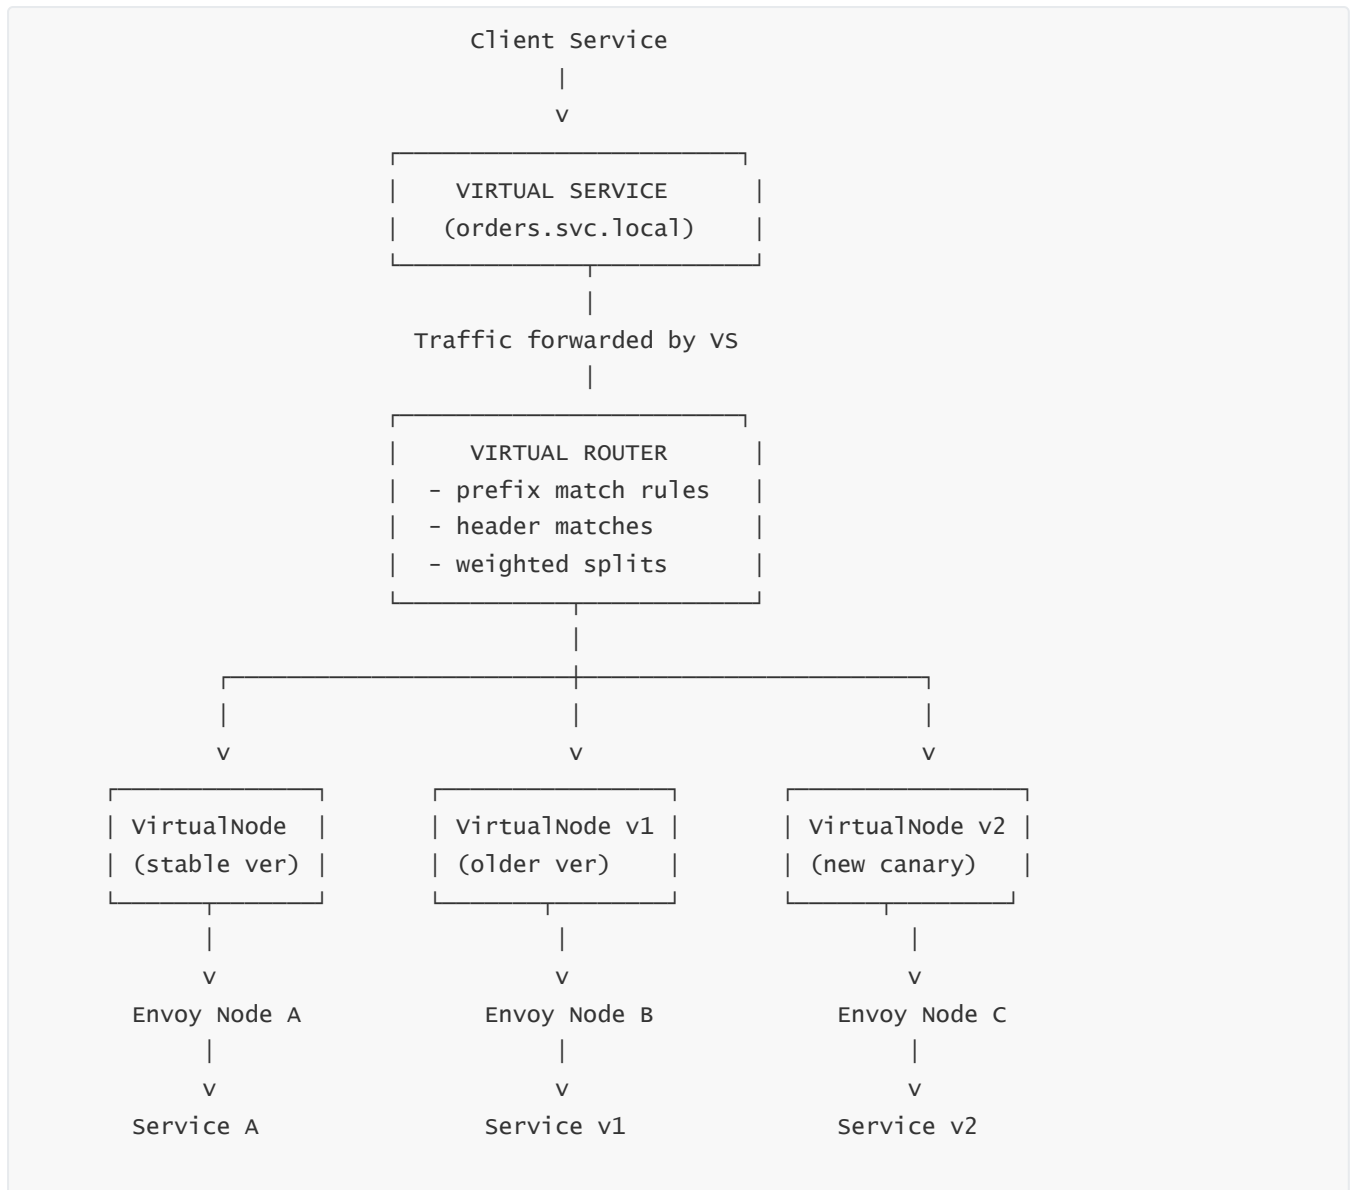 Client Service
v
VIRTUAL SERVICE
(orders.svc.local)
Traffic forwarded by VS
VIRTUAL ROUTER
- prefix match rules
- header matches
- weighted splits
v v v
VirtualNode VirtualNode v1 VirtualNode v2
(stable ver) (older ver) (new canary)
v v v
Envoy Node A Envoy Node B Envoy Node C
v v v
Service A Service v1 Service v2